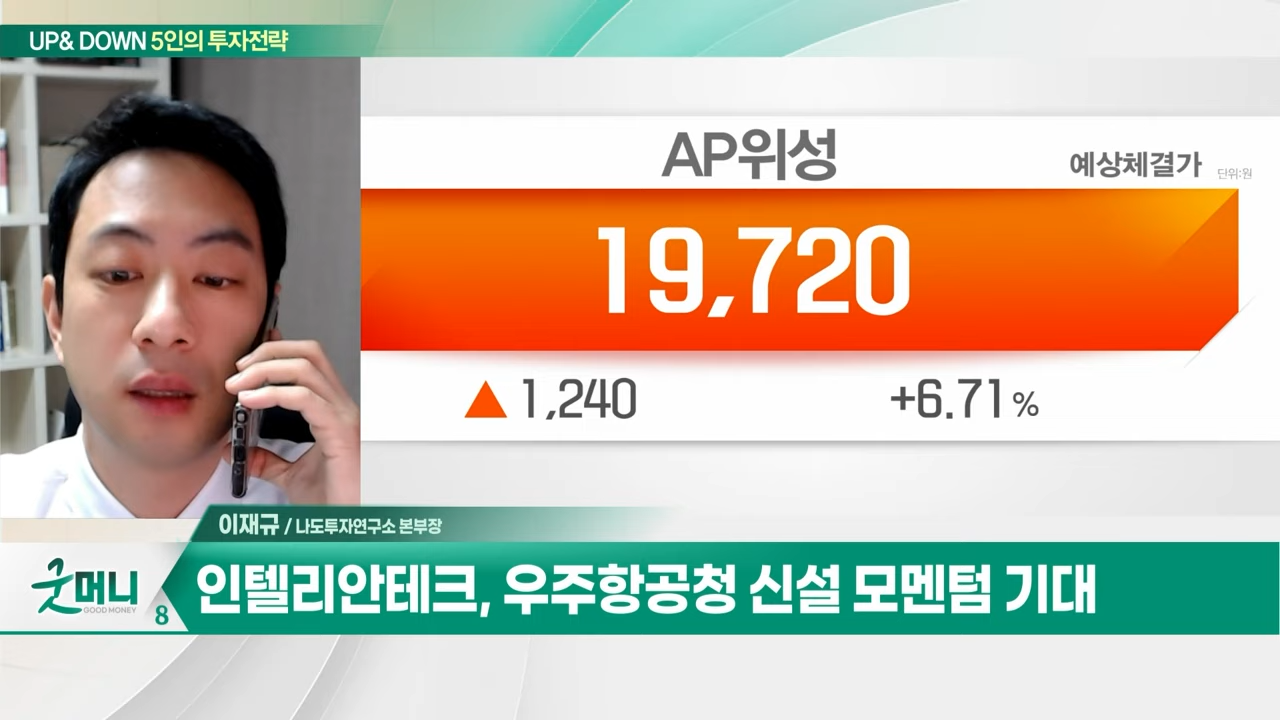 UP& DOWN 5인의 투자전략
AP위성
예상체결가
단위:원
19,720
▲ 1,240
+6.71%
이재규 / 나도투자연구소 본부장
굿머니
GOOD MONEY
8
인텔리안테크, 우주항공청 신설 모멘텀 기대